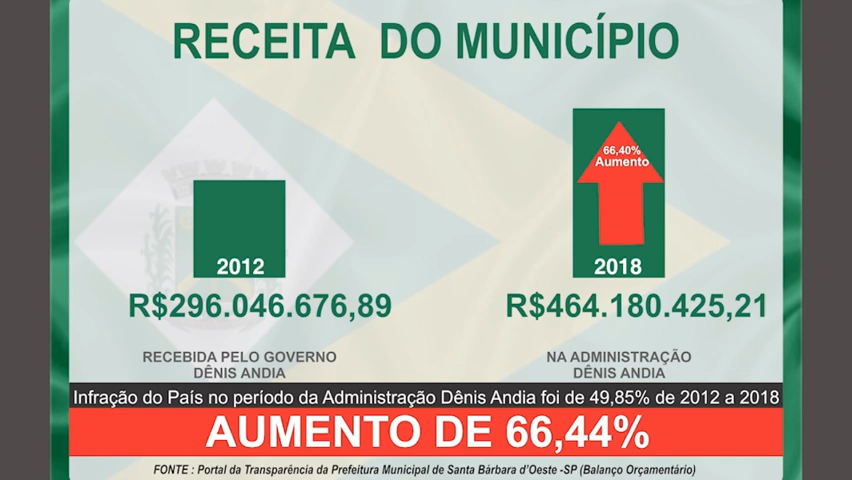 RECEITA DO MUNICÍPIO
66,40%
Aumento
2012
2018
R$296.046.676,89
R$464.180.425,21
RECEBIDA PELO GOVERNO
DÊNIS ANDIA
NA ADMINISTRAÇÃO
DÊNIS ANDIA
Infração do País no período da Administração Dênis Andia foi de 49,85% de 2012 a 2018
AUMENTO DE 66,44%
FONTE : Portal da Transparência da Prefeitura Municipal de Santa Bárbara d'Oeste -SP (Balanço Orçamentário)